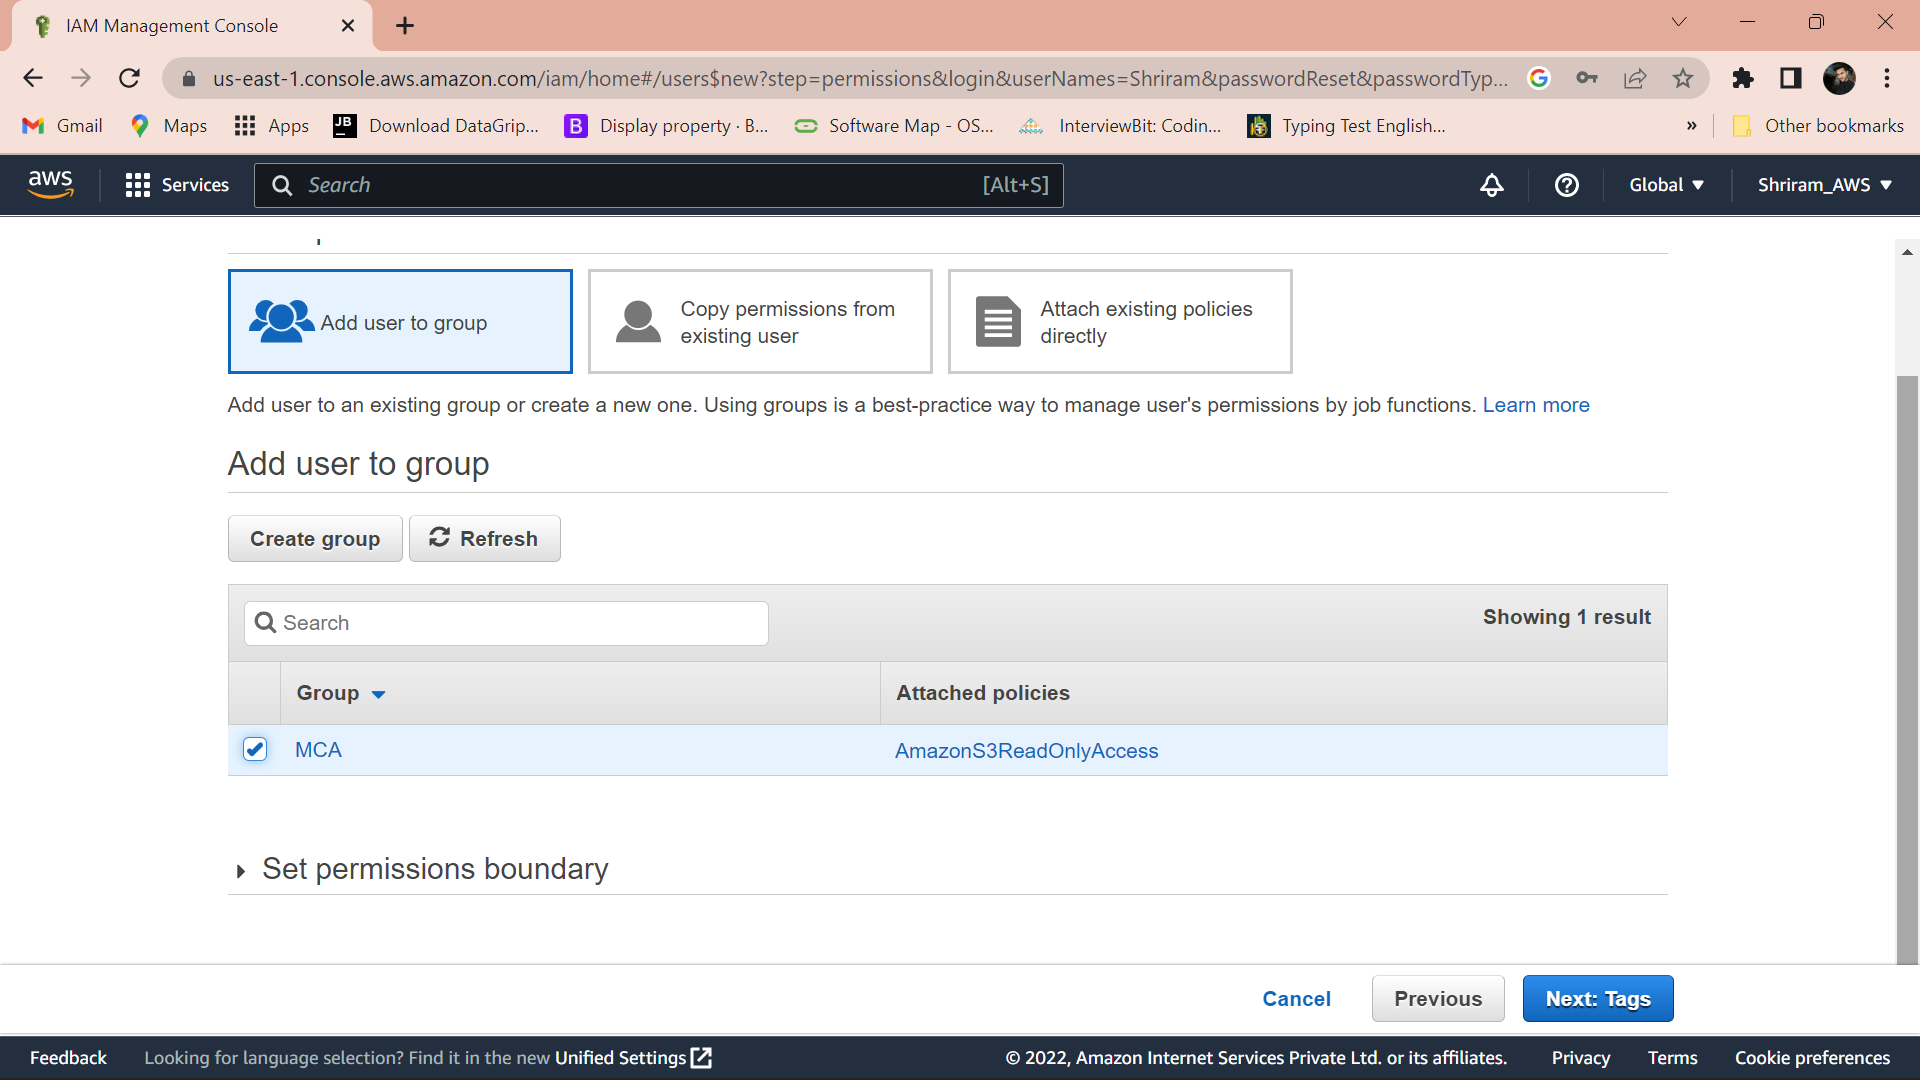 IAM Management Console
us-east-1.console.aws.amazon.com/iam/home#/users$new?step=permissions&login&userNames=Shriram&passwordReset&passwordTyp...
Gmail
Maps
Apps
JB
Download DataGrip...
B
Display property · B...
Software Map - OS...
InterviewBit: Codin...
Typing Test English...
»
Other bookmarks
aws
Services
Search
[Alt+S]
Global
Shriram_AWS
Add user to group
Copy permissions from
existing user
Attach existing policies
directly
Add user to an existing group or create a new one. Using groups is a best-practice way to manage user's permissions by job functions. Learn more
Add user to group
Create group
Refresh
Search
Showing 1 result
Group
Attached policies
MCA
AmazonS3ReadOnlyAccess
Set permissions boundary
Cancel
Previous
Next: Tags
Feedback
Looking for language selection? Find it in the new Unified Settings
© 2022, Amazon Internet Services Private Ltd. or its affiliates.
Privacy
Terms
Cookie preferences